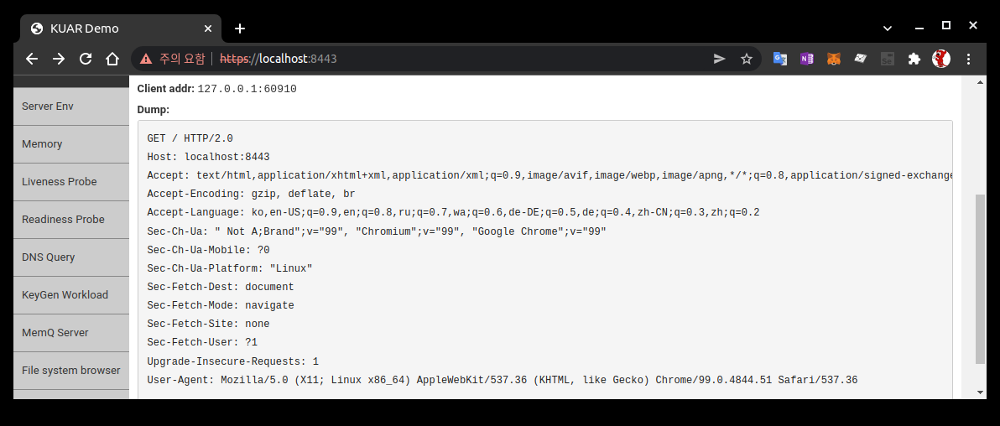 KUAR Demo
주의 요함 https://localhost:8443
Server Env
Memory
Liveness Probe
Readiness Probe
DNS Query
KeyGen Workload
MemQ Server
File system browser
Client addr: 127.0.0.1:60910
Dump:
GET / HTTP/2.0
Host: localhost:8443
Accept: text/html,application/xhtml+xml,application/xml;q=0.9,image/avif,image/webp,image/apng,*/*;q=0.8,application/signed-exchange
Accept-Encoding: gzip, deflate, br
Accept-Language: ko,en-US;q=0.9,en;q=0.8,ru;q=0.7,wa;q=0.6,de-DE;q=0.5,de;q=0.4,zh-CN;q=0.3,zh;q=0.2
Sec-Ch-Ua: " Not A;Brand";v="99", "Chromium";v="99", "Google Chrome";v="99"
Sec-Ch-Ua-Mobile: ?0
Sec-Ch-Ua-Platform: "Linux"
Sec-Fetch-Dest: document
Sec-Fetch-Mode: navigate
Sec-Fetch-Site: none
Sec-Fetch-User: ?1
Upgrade-Insecure-Requests: 1
User-Agent: Mozilla/5.0 (X11; Linux x86_64) AppleWebKit/537.36 (KHTML, like Gecko) Chrome/99.0.4844.51 Safari/537.36